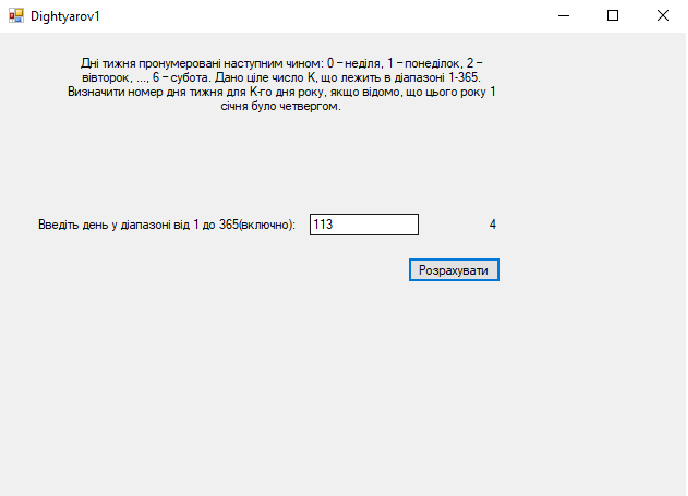 Dightyarov1
Дні тижня пронумеровані наступним чином: 0 – неділя, 1 – понеділок, 2 –
вівторок, ..., 6 – субота. Дано ціле число K, що лежить в діапазоні 1-365.
Визначити номер дня тижня для K-го дня року, якщо відомо, що цього року 1
січня було четвергом.
Введіть день у діапазоні від 1 до 365(включно): 113 4
Розрахувати